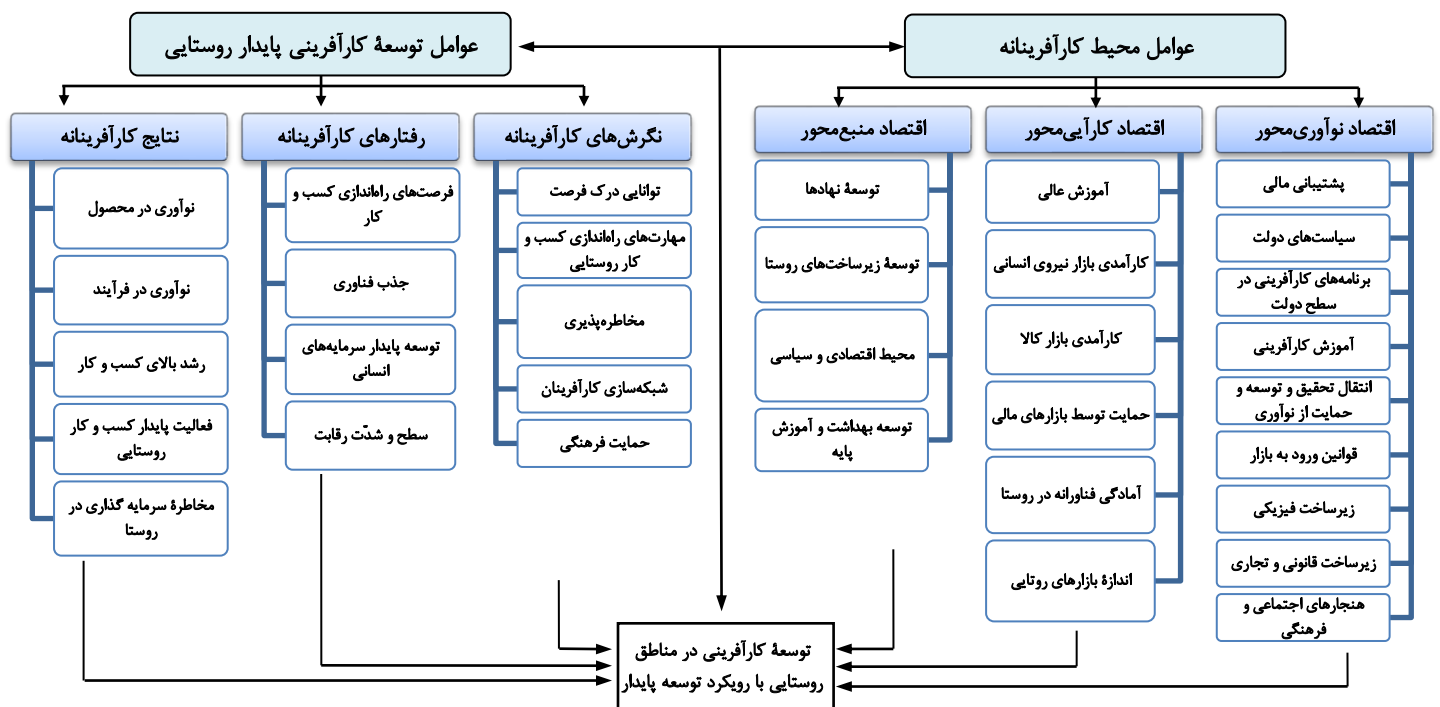 عوامل محیط کارآفرینانه
عوامل توسعۀ کارآفرینی پایدار روستایی
اقتصاد نوآوری‌محور
پشتیبانی مالی
سیاست‌های دولت
برنامه‌های کارآفرینی در
سطح دولت
آموزش کارآفرینی
انتقال تحقیق و توسعه و
حمایت از نوآوری
قوانین ورود به بازار
زیرساخت فیزیکی
زیرساخت قانونی و تجاری
هنجارهای اجتماعی و
فرهنگی
اقتصاد کارآیی‌محور
آموزش عالی
کارآمدی بازار نیروی انسانی
کارآمدی بازار کالا
حمایت توسط بازارهای مالی
آمادگی فناورانه در روستا
اندازۀ بازارهای روتایی
اقتصاد منبع‌محور
توسعۀ نهادها
توسعۀ زیرساخت‌های روستا
محیط اقتصادی و سیاسی
توسعه بهداشت و آموزش
پایه
نگرش‌های کارآفرینانه
توانایی درک فرصت
مهارت‌های راه‌اندازی کسب و
کار روستایی
مخاطره‌پذیری
شبکه‌سازی کارآفرینان
حمایت فرهنگی
رفتارهای کارآفرینانه
فرصت‌های راه‌اندازی کسب و
کار
جذب فناوری
توسعه پایدار سرمایه‌های
انسانی
سطح و شدّت رقابت
نتایج کارآفرینانه
نوآوری در محصول
نوآوری در فرآیند
رشد بالای کسب و کار
فعالیت پایدار کسب و کار
روستایی
مخاطرۀ سرمایه گذاری در
روستا
توسعۀ کارآفرینی در مناطق
روستایی با رویکرد توسعه پایدار